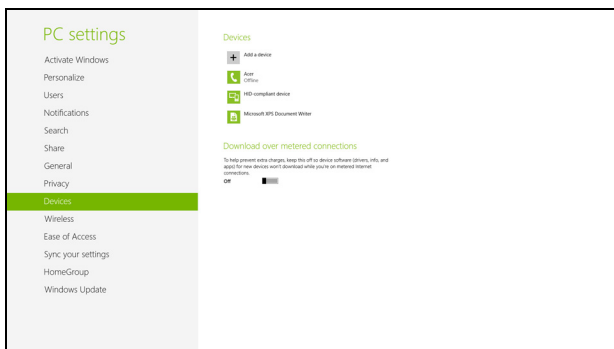 PC settings
Activate Windows
Personalize
Users
Notifications
Search
Share
General
Privacy
Devices
Wireless
Ease of Access
Sync your settings
HomeGroup
Windows Update
Devices
Add a device
Acer
Offline
HID-compliant device
Microsoft XPS Document Writer
Download over metered connections
To help prevent extra charges, keep this off so device software (drivers, info, and
apps) for new devices won't download while you're on metered Internet
connections.
Off